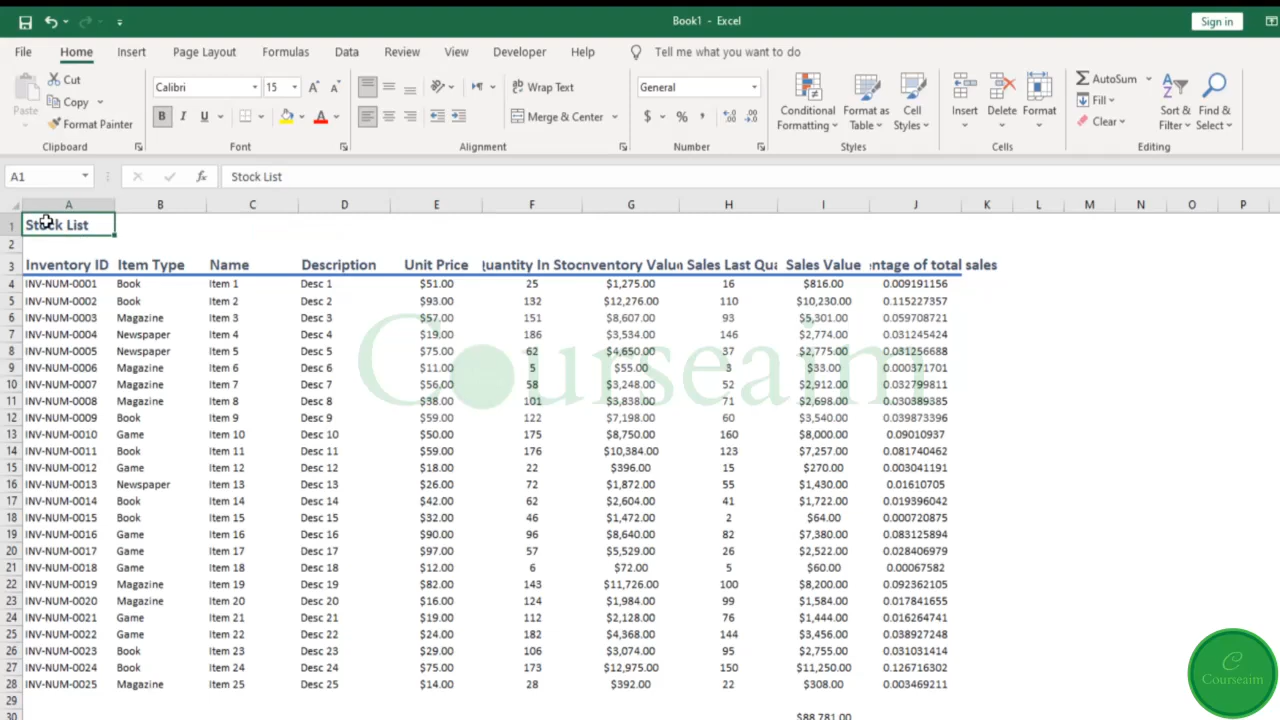 Book1 - Excel
Sign in
File Home Insert Page Layout Formulas Data Review View Developer Help Tell me what you want to do
Paste
Cut
Copy
Format Painter
Calibri 15
B I U
Wrap Text
Merge & Center
General
$ %
Conditional Formatting
Format as Table
Cell Styles
Insert
Delete
Format
AutoSum
Fill
Clear
Sort & Filter
Find & Select
Clipboard Font Alignment Number Styles Cells Editing
A1 fx Stock List
A B C D E F G H I J K L M N O P
1 Stock List
2
3 Inventory ID Item Type Name Description Unit Price Quantity In Stoc nventory Valu Sales Last Qua Sales Value entage of total sales
4 INV-NUM-0001 Book Item 1 Desc 1 $51.00 25 $1,275.00 16 $816.00 0.009191156
5 INV-NUM-0002 Book Item 2 Desc 2 $93.00 132 $12,276.00 110 $10,230.00 0.115227357
6 INV-NUM-0003 Magazine Item 3 Desc 3 $57.00 151 $8,607.00 93 $5,301.00 0.059708721
7 INV-NUM-0004 Newspaper Item 4 Desc 4 $19.00 186 $3,534.00 146 $2,774.00 0.031245424
8 INV-NUM-0005 Newspaper Item 5 Desc 5 $75.00 62 $4,650.00 37 $2,775.00 0.031256688
9 INV-NUM-0006 Magazine Item 6 Desc 6 $11.00 5 $55.00 3 $33.00 0.000371701
10 INV-NUM-0007 Magazine Item 7 Desc 7 $56.00 58 $3,248.00 52 $2,912.00 0.032799811
11 INV-NUM-0008 Magazine Item 8 Desc 8 $38.00 101 $3,838.00 71 $2,698.00 0.030389385
12 INV-NUM-0009 Book Item 9 Desc 9 $59.00 122 $7,198.00 60 $3,540.00 0.039873396
13 INV-NUM-0010 Game Item 10 Desc 10 $50.00 175 $8,750.00 160 $8,000.00 0.09010937
14 INV-NUM-0011 Book Item 11 Desc 11 $59.00 176 $10,384.00 123 $7,257.00 0.081740462
15 INV-NUM-0012 Game Item 12 Desc 12 $18.00 22 $396.00 15 $270.00 0.003041191
16 INV-NUM-0013 Newspaper Item 13 Desc 13 $26.00 72 $1,872.00 55 $1,430.00 0.01610705
17 INV-NUM-0014 Book Item 14 Desc 14 $42.00 62 $2,604.00 41 $1,722.00 0.019396042
18 INV-NUM-0015 Book Item 15 Desc 15 $32.00 46 $1,472.00 2 $64.00 0.000720875
19 INV-NUM-0016 Game Item 16 Desc 16 $90.00 96 $8,640.00 82 $7,380.00 0.083125894
20 INV-NUM-0017 Game Item 17 Desc 17 $97.00 57 $5,529.00 26 $2,522.00 0.028406979
21 INV-NUM-0018 Game Item 18 Desc 18 $12.00 6 $72.00 5 $60.00 0.00067582
22 INV-NUM-0019 Magazine Item 19 Desc 19 $82.00 143 $11,726.00 100 $8,200.00 0.092362105
23 INV-NUM-0020 Magazine Item 20 Desc 20 $16.00 124 $1,984.00 99 $1,584.00 0.017841655
24 INV-NUM-0021 Game Item 21 Desc 21 $19.00 112 $2,128.00 76 $1,444.00 0.016264741
25 INV-NUM-0022 Game Item 22 Desc 22 $24.00 182 $4,368.00 144 $3,456.00 0.038927248
26 INV-NUM-0023 Book Item 23 Desc 23 $29.00 106 $3,074.00 95 $2,755.00 0.031031414
27 INV-NUM-0024 Book Item 24 Desc 24 $75.00 173 $12,975.00 150 $11,250.00 0.126716302
28 INV-NUM-0025 Magazine Item 25 Desc 25 $14.00 28 $392.00 22 $308.00 0.003469211
29
30 $88,781.00
Courseaim
C
Courseaim